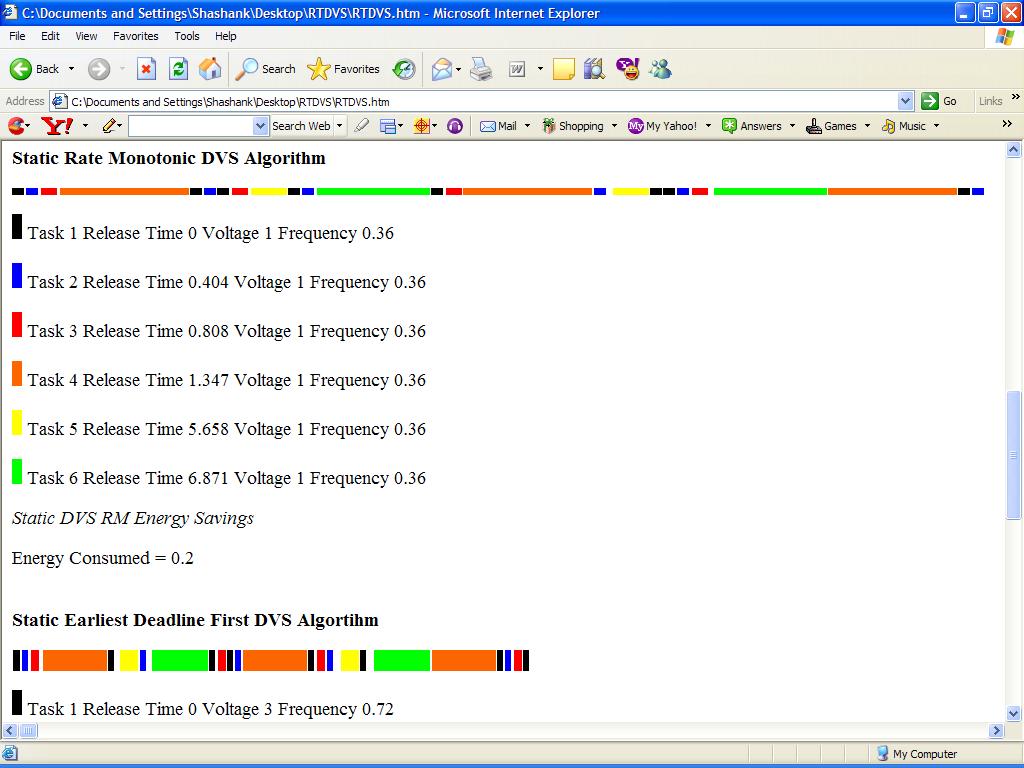 C:\Documents and Settings\Shashank\Desktop\RTDVS\RTDVS.htm - Microsoft Internet Explorer
File Edit View Favorites Tools Help
Back Search Favorites
Address C:\Documents and Settings\Shashank\Desktop\RTDVS\RTDVS.htm Go Links »
Y! Search Web Mail Shopping My Yahoo! Answers Games Music »
Static Rate Monotonic DVS Algorithm
Task 1 Release Time 0 Voltage 1 Frequency 0.36
Task 2 Release Time 0.404 Voltage 1 Frequency 0.36
Task 3 Release Time 0.808 Voltage 1 Frequency 0.36
Task 4 Release Time 1.347 Voltage 1 Frequency 0.36
Task 5 Release Time 5.658 Voltage 1 Frequency 0.36
Task 6 Release Time 6.871 Voltage 1 Frequency 0.36
Static DVS RM Energy Savings
Energy Consumed = 0.2
Static Earliest Deadline First DVS Algortihm
Task 1 Release Time 0 Voltage 3 Frequency 0.72
My Computer